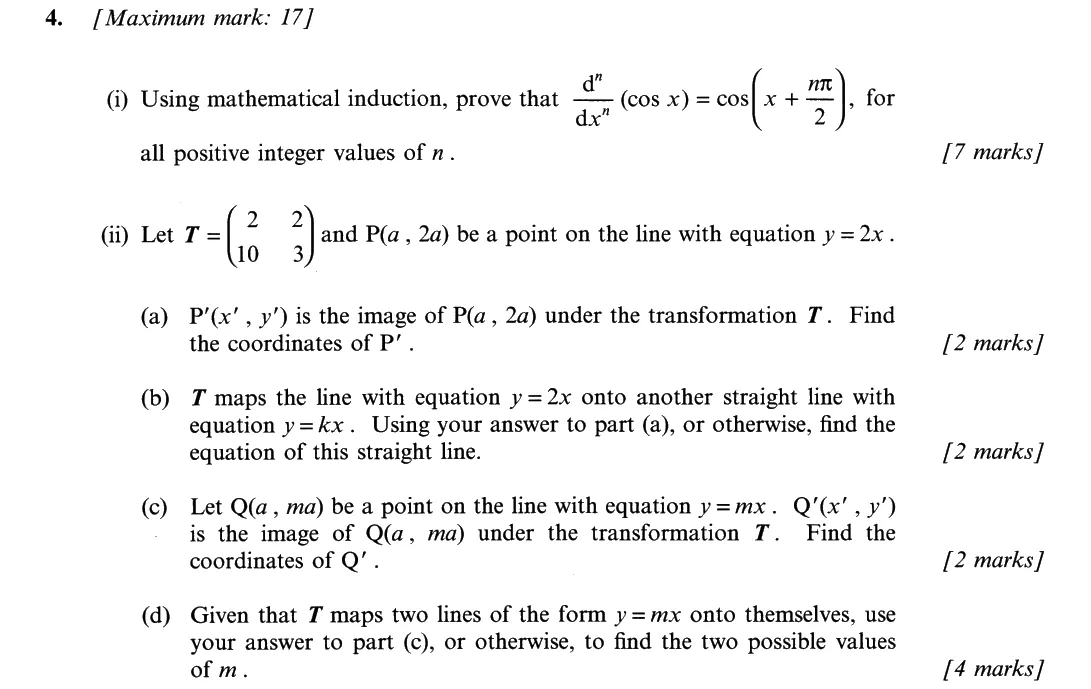 4. [Maximum mark: 17]
(i) Using mathematical induction, prove that dⁿ/dxⁿ (cos x) = cos(x + nπ/2), for
all positive integer values of n .
[7 marks]
(ii) Let T = (2 2; 10 3) and P(a , 2a) be a point on the line with equation y = 2x .
(a) P′(x′ , y′) is the image of P(a , 2a) under the transformation T . Find
the coordinates of P′ .
[2 marks]
(b) T maps the line with equation y = 2x onto another straight line with
equation y = kx . Using your answer to part (a), or otherwise, find the
equation of this straight line.
[2 marks]
(c) Let Q(a , ma) be a point on the line with equation y = mx . Q′(x′ , y′)
is the image of Q(a , ma) under the transformation T . Find the
coordinates of Q′ .
[2 marks]
(d) Given that T maps two lines of the form y = mx onto themselves, use
your answer to part (c), or otherwise, to find the two possible values
of m .
[4 marks]